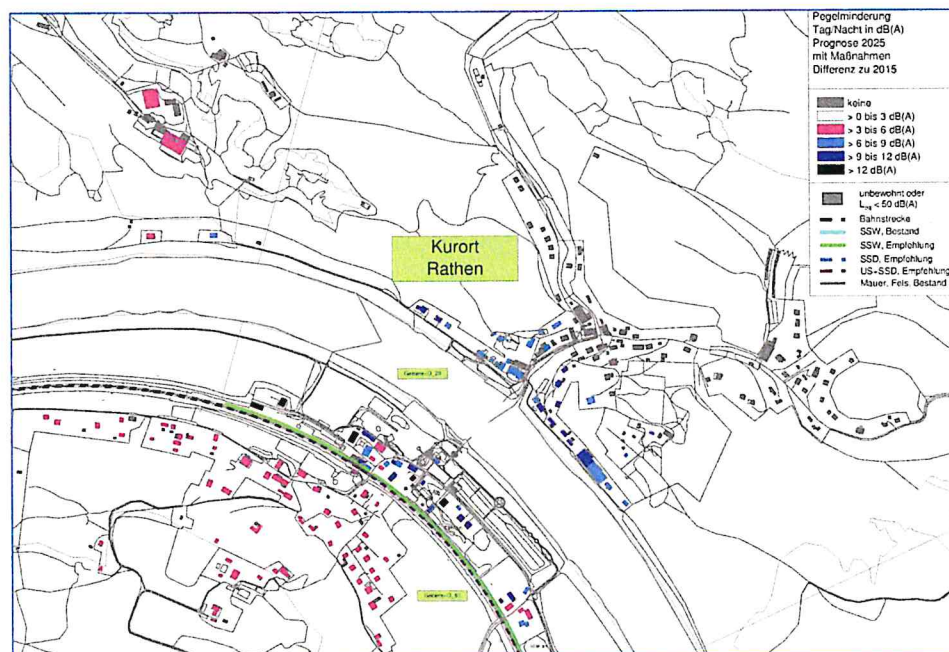 Pegelminderung
Tag/Nacht in dB(A)
Prognose 2025
mit Maßnahmen
Differenz zu 2015
keine
> 0 bis 3 dB(A)
> 3 bis 6 dB(A)
> 6 bis 9 dB(A)
> 9 bis 12 dB(A)
> 12 dB(A)
unbewohnt oder
< 50 dB(A)
Bahnstrecke
SSW, Bestand
SSW, Empfehlung
SSD, Empfehlung
US-SSD, Empfehlung
Mauer, Fels, Bestand
Kurort
Rathen